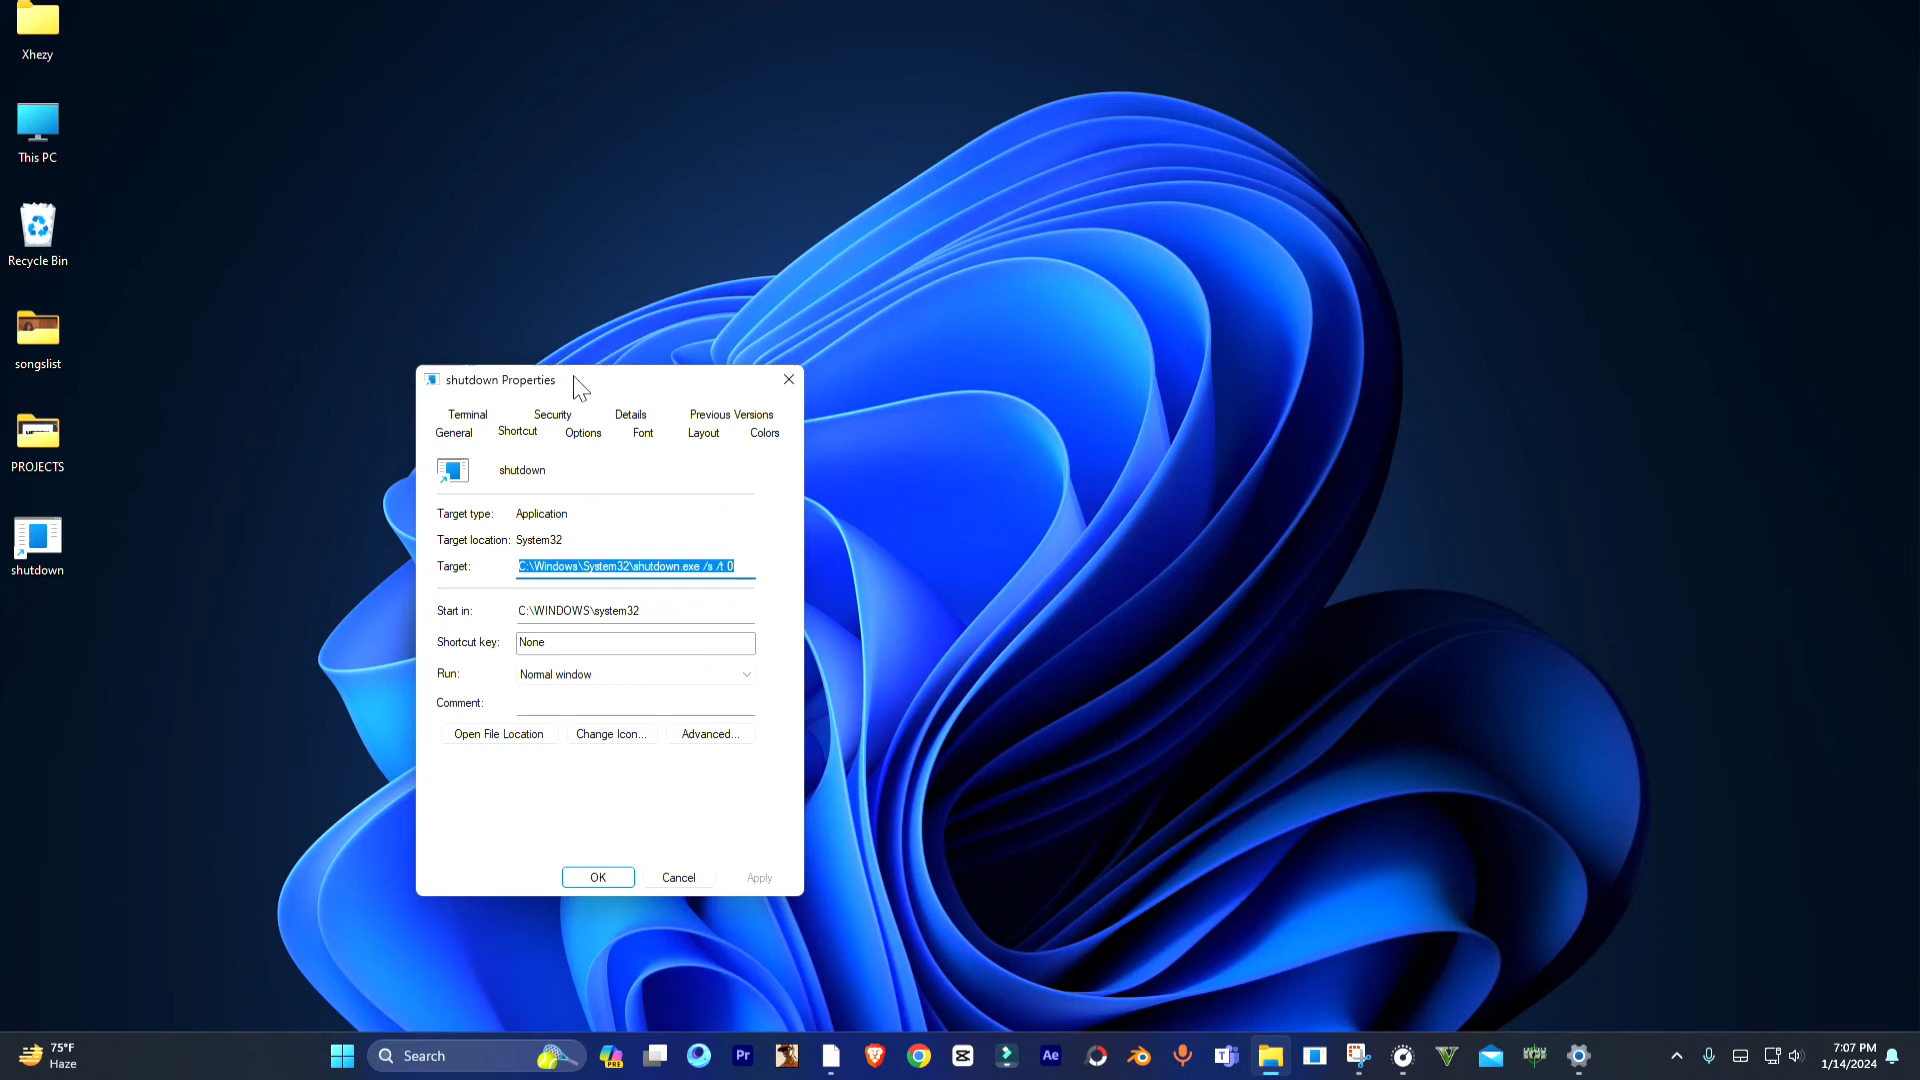 Xhezy
This PC
Recycle Bin
songslist
PROJECTS
shutdown
shutdown Properties
Terminal Security Details Previous Versions
General Shortcut Options Font Layout Colors
shutdown
Target type: Application
Target location: System32
Target: C:\Windows\System32\shutdown.exe /s /t 0
Start in: C:\WINDOWS\system32
Shortcut key: None
Run: Normal window
Comment:
Open File Location Change Icon... Advanced...
OK Cancel Apply
75°F
Haze
Search
PRE
Pr
Ae
7:07 PM
1/14/2024